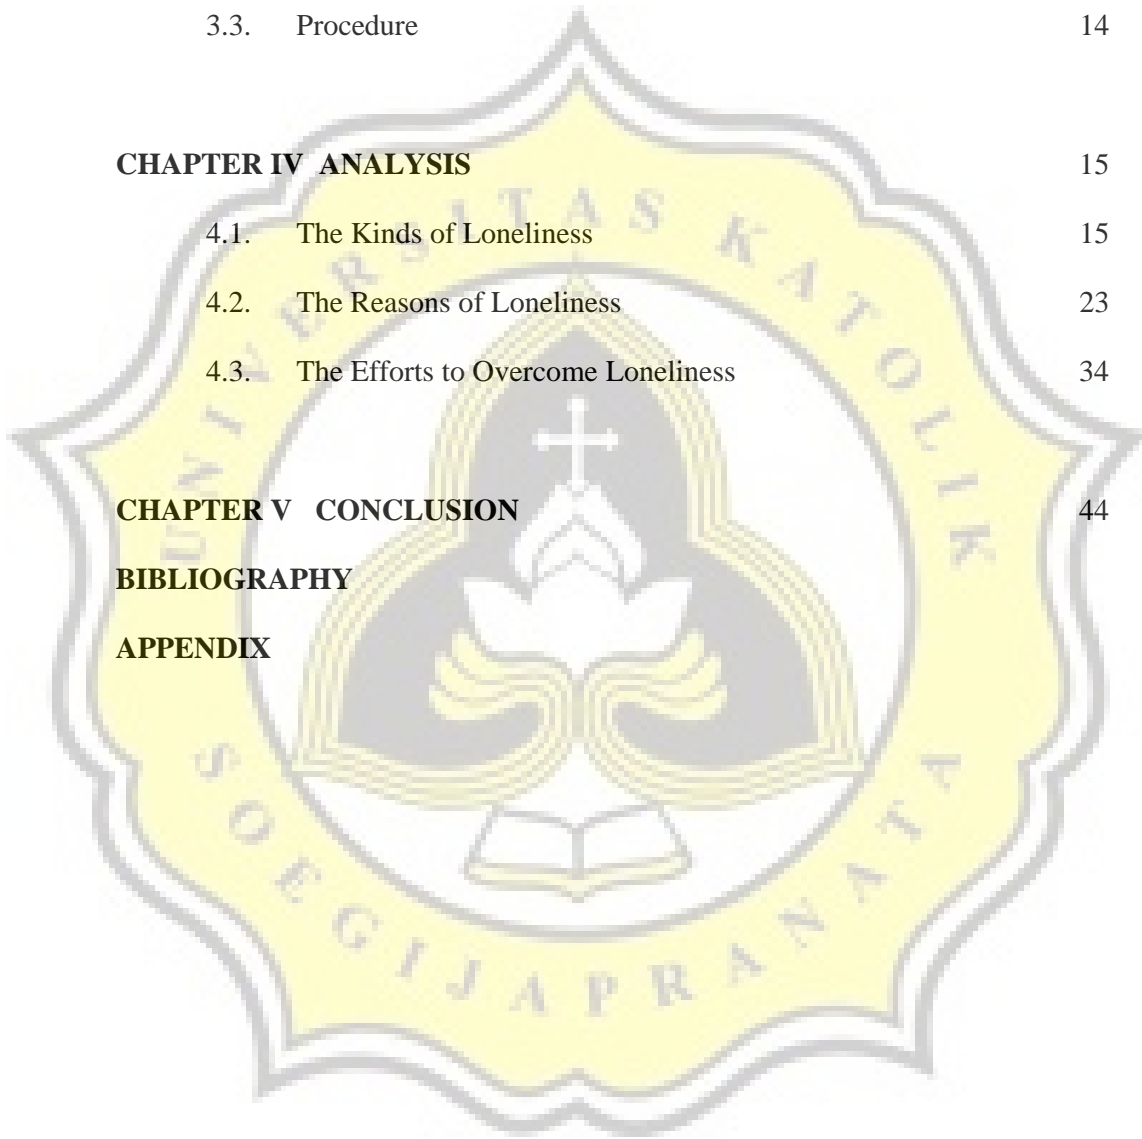 3.3. Procedure 14
CHAPTER IV ANALYSIS 15
4.1. The Kinds of Loneliness 15
4.2. The Reasons of Loneliness 23
4.3. The Efforts to Overcome Loneliness 34
CHAPTER V CONCLUSION 44
BIBLIOGRAPHY
APPENDIX
UNIVERSITAS KATOLIK
SOEGIJAPRANATA